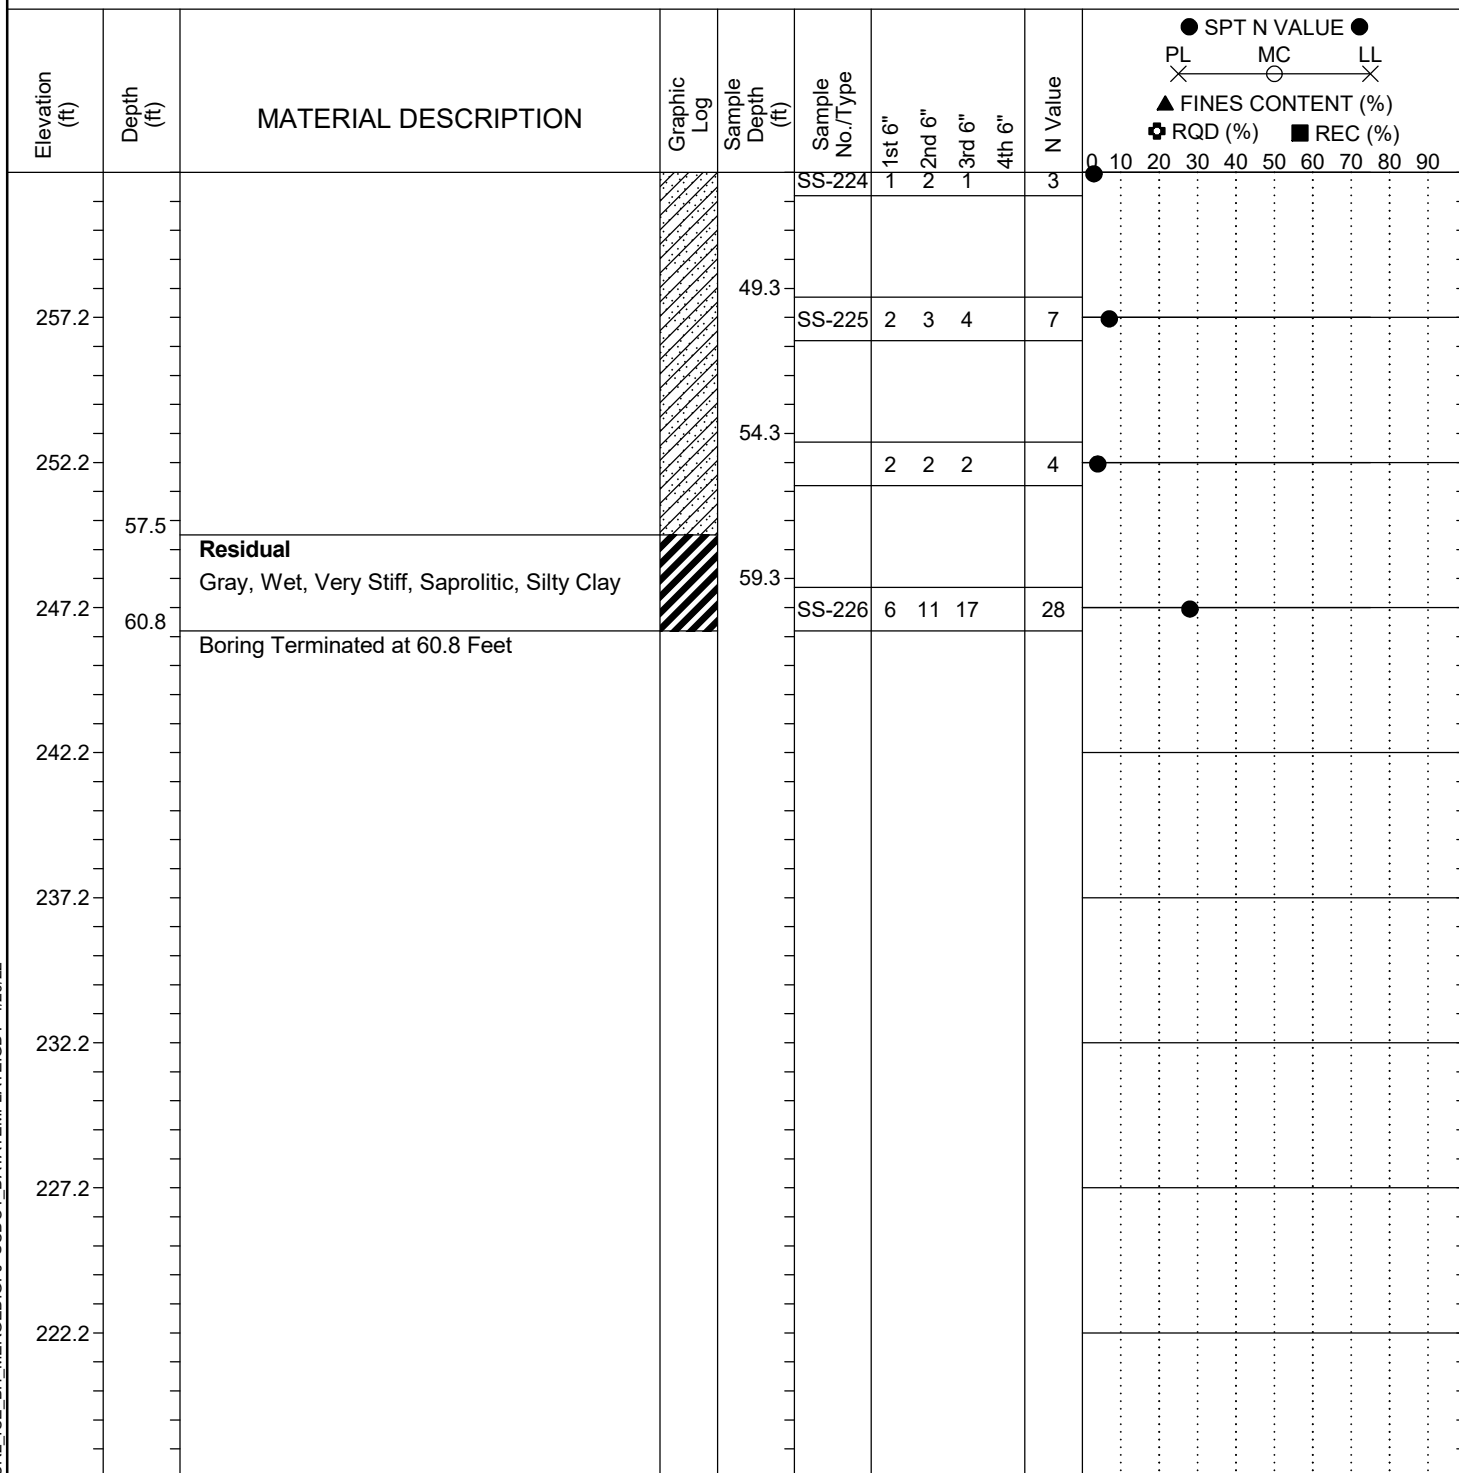 Elevation (ft)
Depth (ft)
MATERIAL DESCRIPTION
Graphic Log
Sample Depth (ft)
Sample No./Type
1st 6"
2nd 6"
3rd 6"
4th 6"
N Value
● SPT N VALUE ●
PL MC LL
▲ FINES CONTENT (%)
RQD (%) ■ REC (%)
0 10 20 30 40 50 60 70 80 90
SS-224 1 2 1 3
49.3
257.2 SS-225 2 3 4 7
54.3
252.2 2 2 2 4
57.5
Residual
Gray, Wet, Very Stiff, Saprolitic, Silty Clay
59.3
247.2 SS-226 6 11 17 28
60.8
Boring Terminated at 60.8 Feet
242.2
237.2
232.2
227.2
222.2